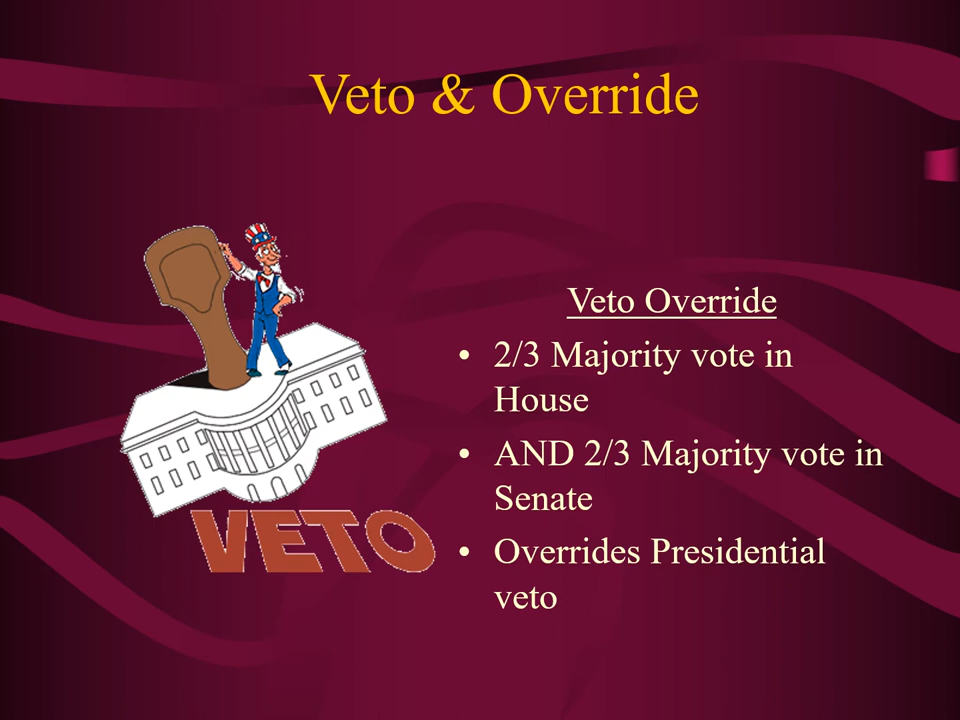 Veto & Override
Veto Override
• 2/3 Majority vote in
House
• AND 2/3 Majority vote in
Senate
• Overrides Presidential
veto
VETO